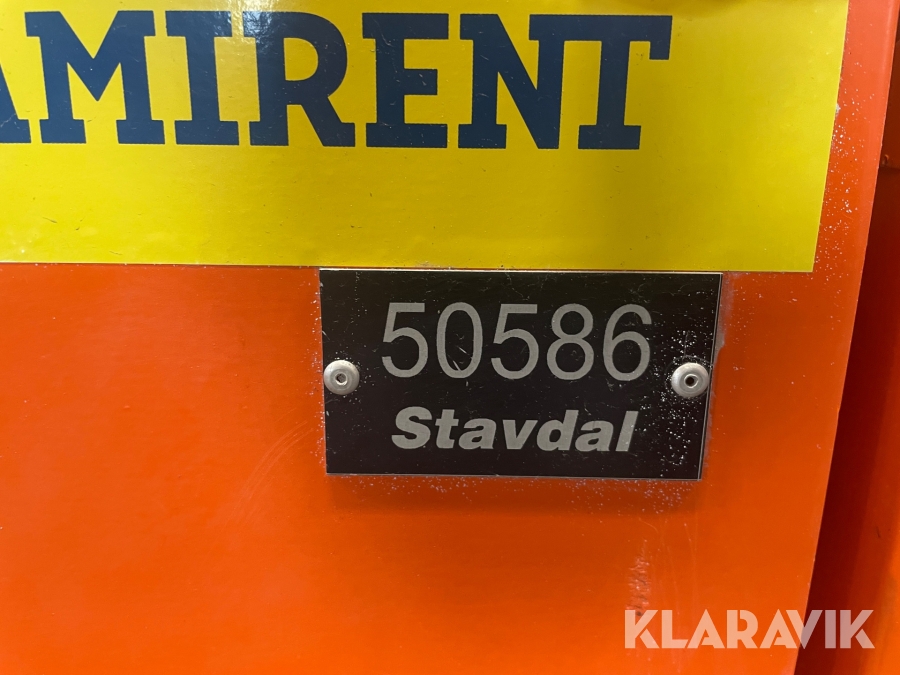 AMIRENT
50586
Stavdal
KLARAVIK